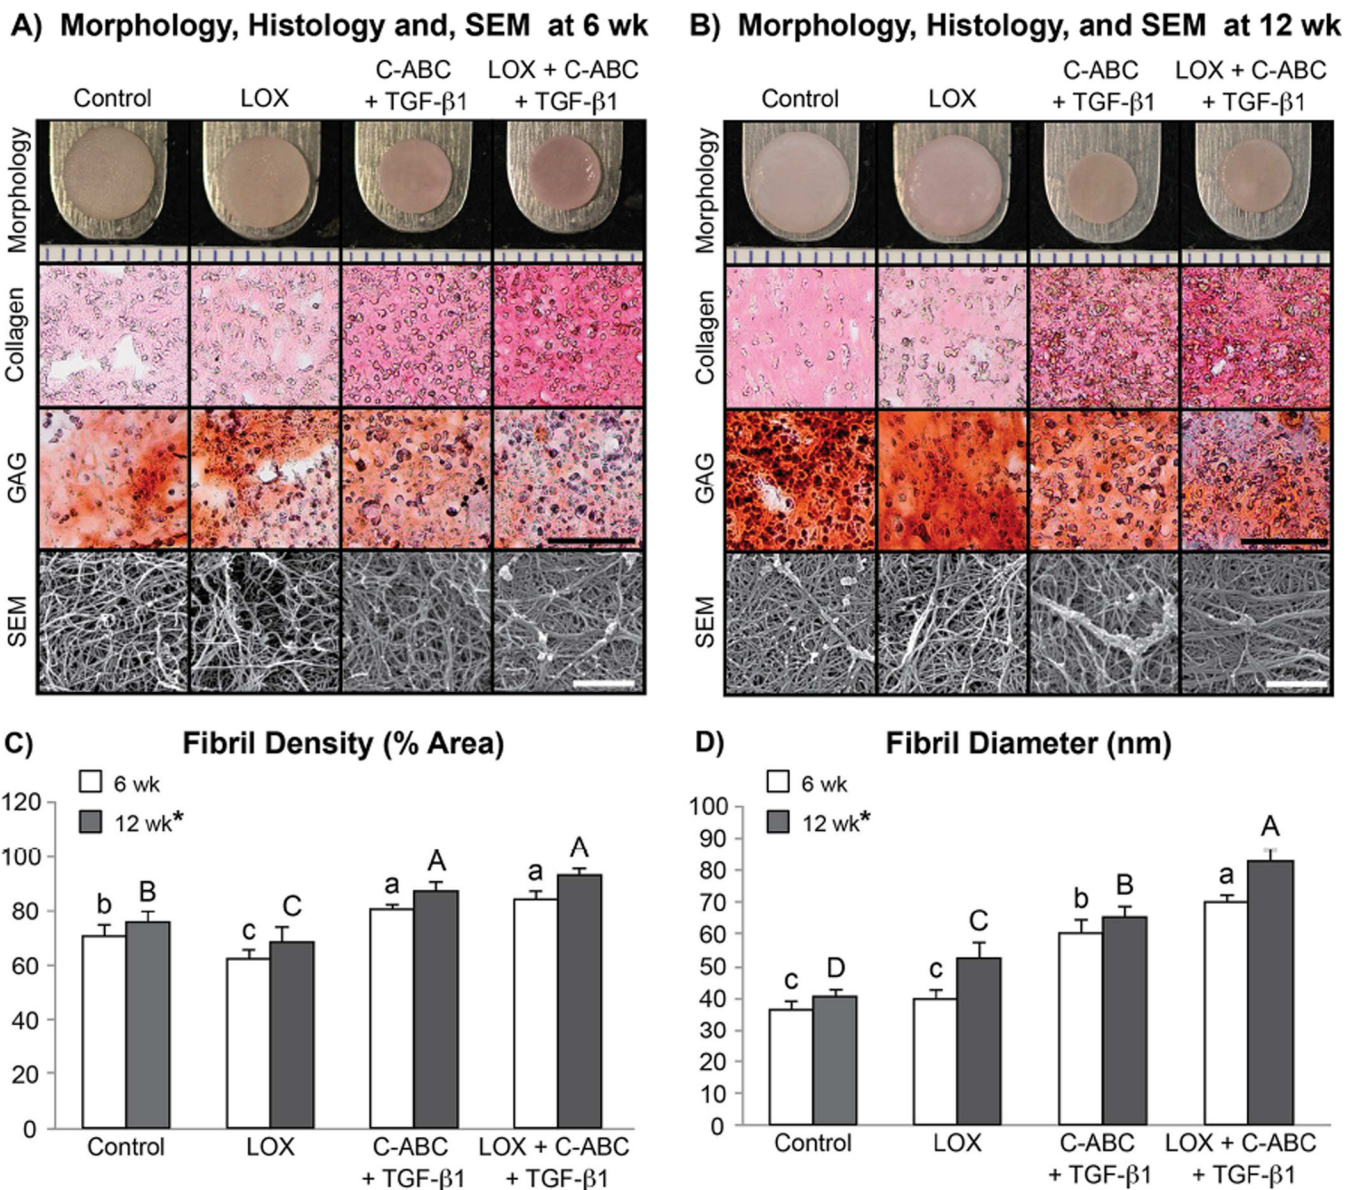 A) Morphology, Histology and, SEM at 6 wk
Control
LOX
C-ABC
+ TGF-β1
LOX + C-ABC
+ TGF-β1
Morphology
Collagen
GAG
SEM
B) Morphology, Histology, and SEM at 12 wk
Control
LOX
C-ABC
+ TGF-β1
LOX + C-ABC
+ TGF-β1
Morphology
Collagen
GAG
SEM
C) Fibril Density (% Area)
6 wk
12 wk*
120
100
80
60
40
20
0
b
B
c
C
a
A
a
A
Control
LOX
C-ABC
+ TGF-β1
LOX + C-ABC
+ TGF-β1
D) Fibril Diameter (nm)
6 wk
12 wk*
100
90
80
70
60
50
40
30
20
10
0
c
D
c
C
b
B
a
A
Control
LOX
C-ABC
+ TGF-β1
LOX + C-ABC
+ TGF-β1